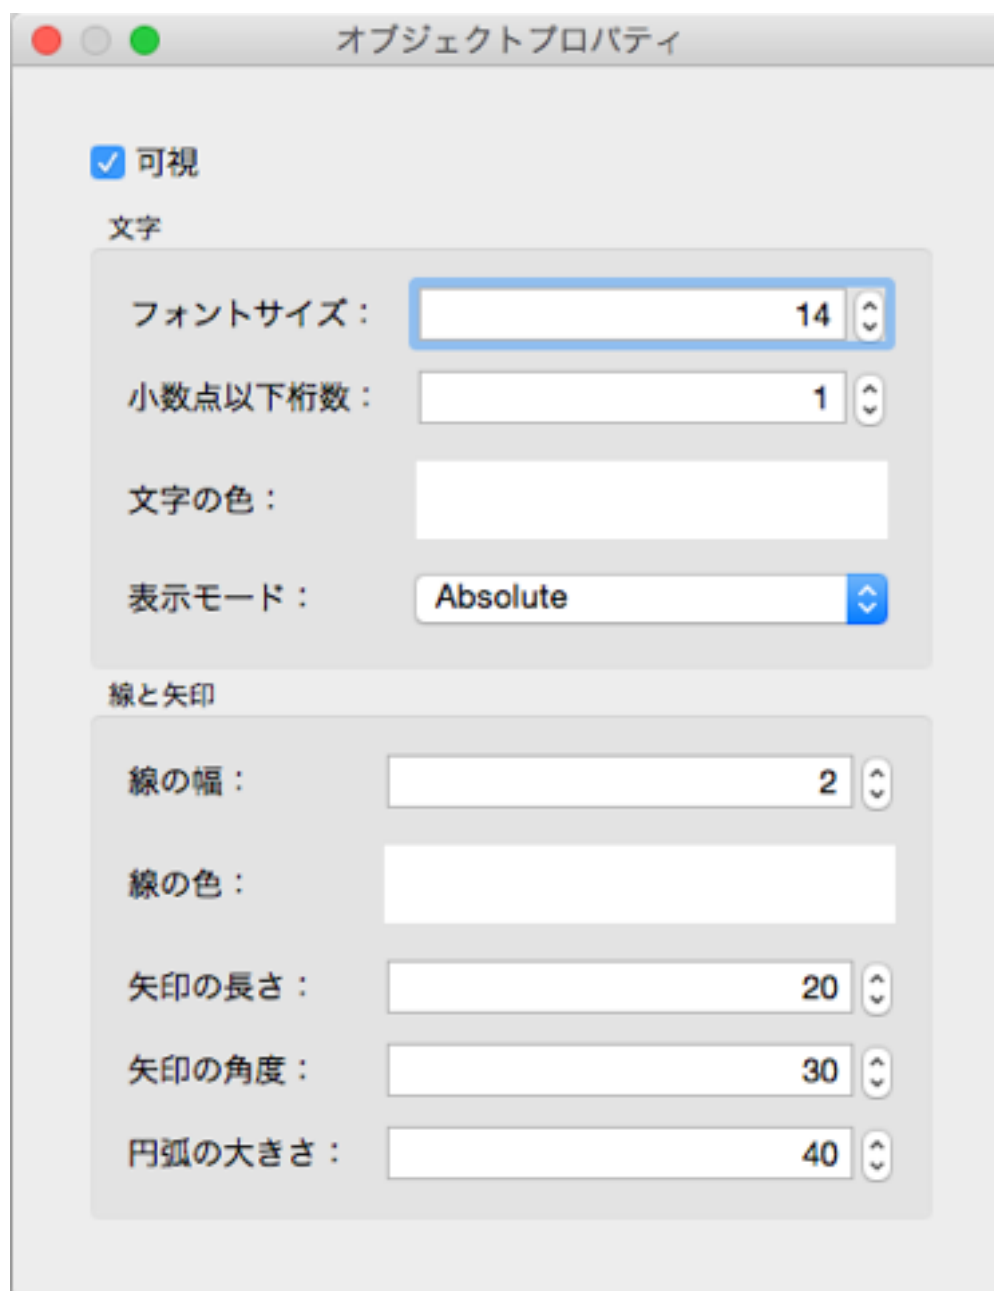 オブジェクトプロパティ
可視
文字
フォントサイズ： 14
小数点以下桁数： 1
文字の色：
表示モード： Absolute
線と矢印
線の幅： 2
線の色：
矢印の長さ： 20
矢印の角度： 30
円弧の大きさ： 40